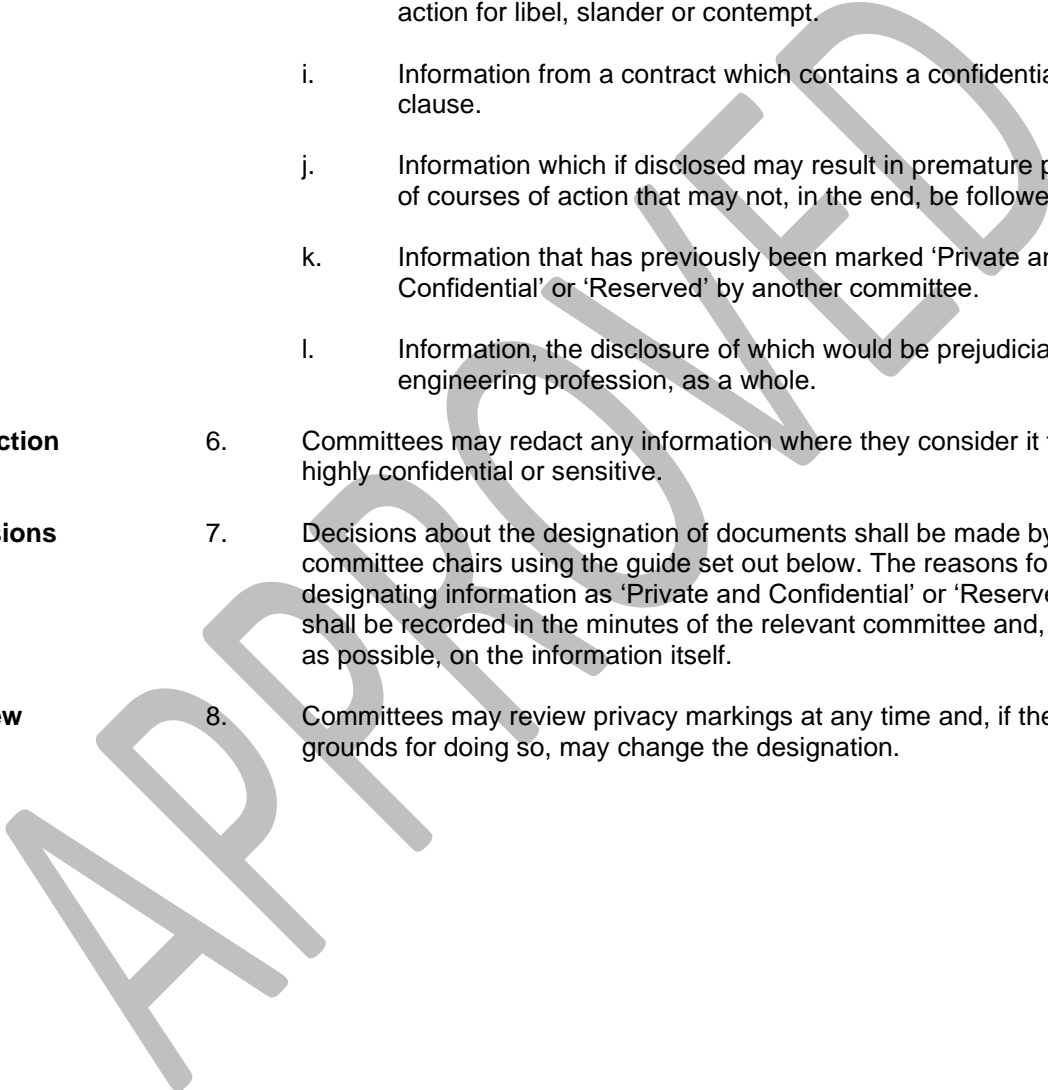 action for libel, slander or contempt.
i. Information from a contract which contains a confidentia
clause.
j. Information which if disclosed may result in premature p
of courses of action that may not, in the end, be followe
k. Information that has previously been marked ‘Private an
Confidential’ or ‘Reserved’ by another committee.
l. Information, the disclosure of which would be prejudicia
engineering profession, as a whole.
ction 6. Committees may redact any information where they consider it t
highly confidential or sensitive.
sions 7. Decisions about the designation of documents shall be made by
committee chairs using the guide set out below. The reasons fo
designating information as ‘Private and Confidential’ or ‘Reserve
shall be recorded in the minutes of the relevant committee and,
as possible, on the information itself.
ew 8. Committees may review privacy markings at any time and, if the
grounds for doing so, may change the designation.
APPROVED